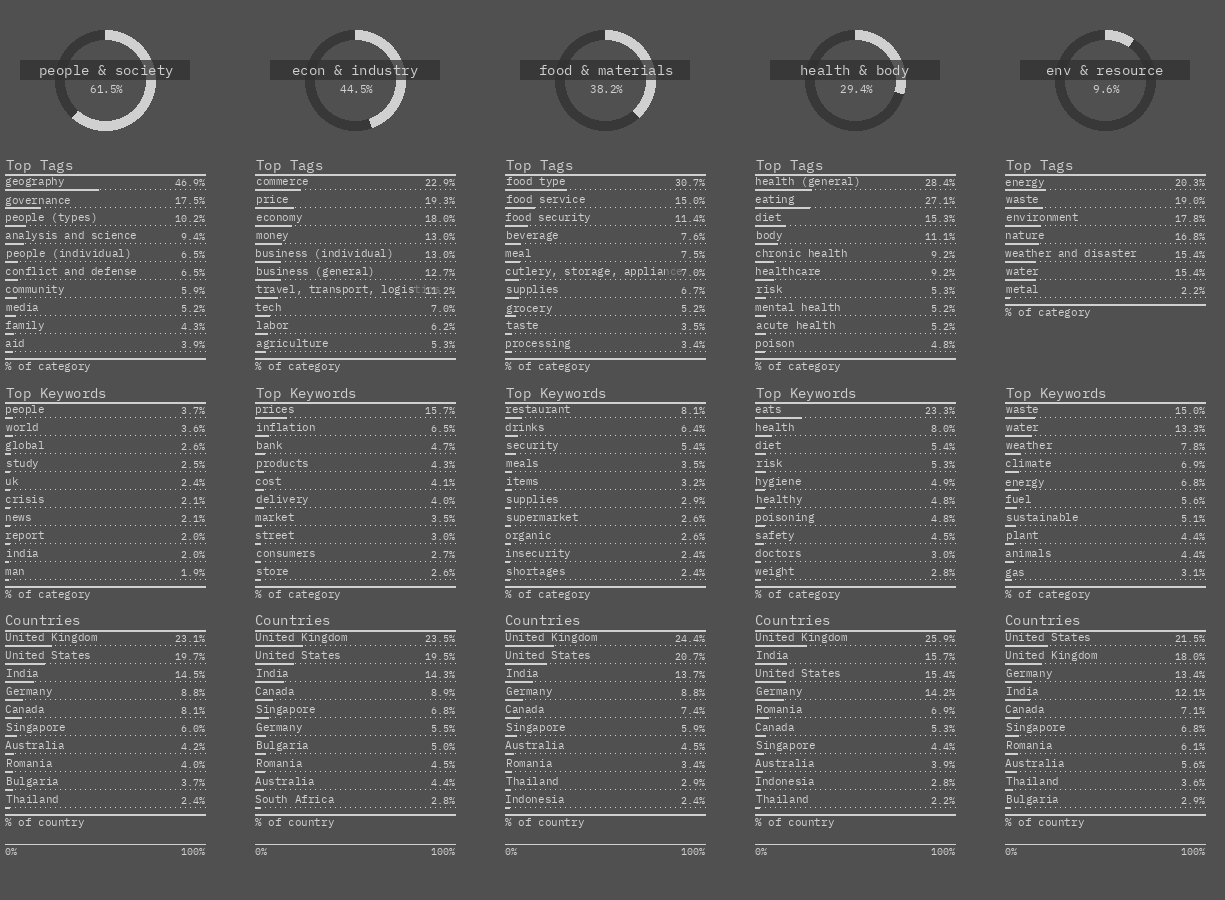 people & society
61.5%
Top Tags
geography 46.9%
governance 17.5%
people (types) 10.2%
analysis and science 9.4%
people (individual) 6.5%
conflict and defense 6.5%
community 5.9%
media 5.2%
family 4.3%
aid 3.9%
% of category
Top Keywords
people 3.7%
world 3.6%
global 2.6%
study 2.5%
uk 2.4%
crisis 2.1%
news 2.1%
report 2.0%
india 2.0%
man 1.9%
% of category
Countries
United Kingdom 23.1%
United States 19.7%
India 14.5%
Germany 8.8%
Canada 8.1%
Singapore 6.0%
Australia 4.2%
Romania 4.0%
Bulgaria 3.7%
Thailand 2.4%
% of country
0% 100%
econ & industry
44.5%
Top Tags
commerce 22.9%
price 19.3%
economy 18.0%
money 13.0%
business (individual) 13.0%
business (general) 12.7%
travel, transport, logistics 11.2%
tech 7.0%
labor 6.2%
agriculture 5.3%
% of category
Top Keywords
prices 15.7%
inflation 6.5%
bank 4.7%
products 4.3%
cost 4.1%
delivery 4.0%
market 3.5%
street 3.0%
consumers 2.7%
store 2.6%
% of category
Countries
United Kingdom 23.5%
United States 19.5%
India 14.3%
Canada 8.9%
Singapore 6.8%
Germany 5.5%
Bulgaria 5.0%
Romania 4.5%
Australia 4.4%
South Africa 2.8%
% of country
0% 100%
food & materials
38.2%
Top Tags
food type 30.7%
food service 15.0%
food security 11.4%
beverage 7.6%
meal 7.5%
cutlery, storage, appliance 7.0%
supplies 6.7%
grocery 5.2%
taste 3.5%
processing 3.4%
% of category
Top Keywords
restaurant 8.1%
drinks 6.4%
security 5.4%
meals 3.5%
items 3.2%
supplies 2.9%
supermarket 2.6%
organic 2.6%
insecurity 2.4%
shortages 2.4%
% of category
Countries
United Kingdom 24.4%
United States 20.7%
India 13.7%
Germany 8.8%
Canada 7.4%
Singapore 5.9%
Australia 4.5%
Romania 3.4%
Thailand 2.9%
Indonesia 2.4%
% of country
0% 100%
health & body
29.4%
Top Tags
health (general) 28.4%
eating 27.1%
diet 15.3%
body 11.1%
chronic health 9.2%
healthcare 9.2%
risk 5.3%
mental health 5.2%
acute health 5.2%
poison 4.8%
% of category
Top Keywords
eats 23.3%
health 8.0%
diet 5.4%
risk 5.3%
hygiene 4.9%
healthy 4.8%
poisoning 4.8%
safety 4.5%
doctors 3.0%
weight 2.8%
% of category
Countries
United Kingdom 25.9%
India 15.7%
United States 15.4%
Germany 14.2%
Romania 6.9%
Canada 5.3%
Singapore 4.4%
Australia 3.9%
Indonesia 2.8%
Thailand 2.2%
% of country
0% 100%
env & resource
9.6%
Top Tags
energy 20.3%
waste 19.0%
environment 17.8%
nature 16.8%
weather and disaster 15.4%
water 15.4%
metal 2.2%
% of category
Top Keywords
waste 15.0%
water 13.3%
weather 7.8%
climate 6.9%
energy 6.8%
fuel 5.6%
sustainable 5.1%
plant 4.4%
animals 4.4%
gas 3.1%
% of category
Countries
United States 21.5%
United Kingdom 18.0%
Germany 13.4%
India 12.1%
Canada 7.1%
Singapore 6.8%
Romania 6.1%
Australia 5.6%
Thailand 3.6%
Bulgaria 2.9%
% of country
0% 100%